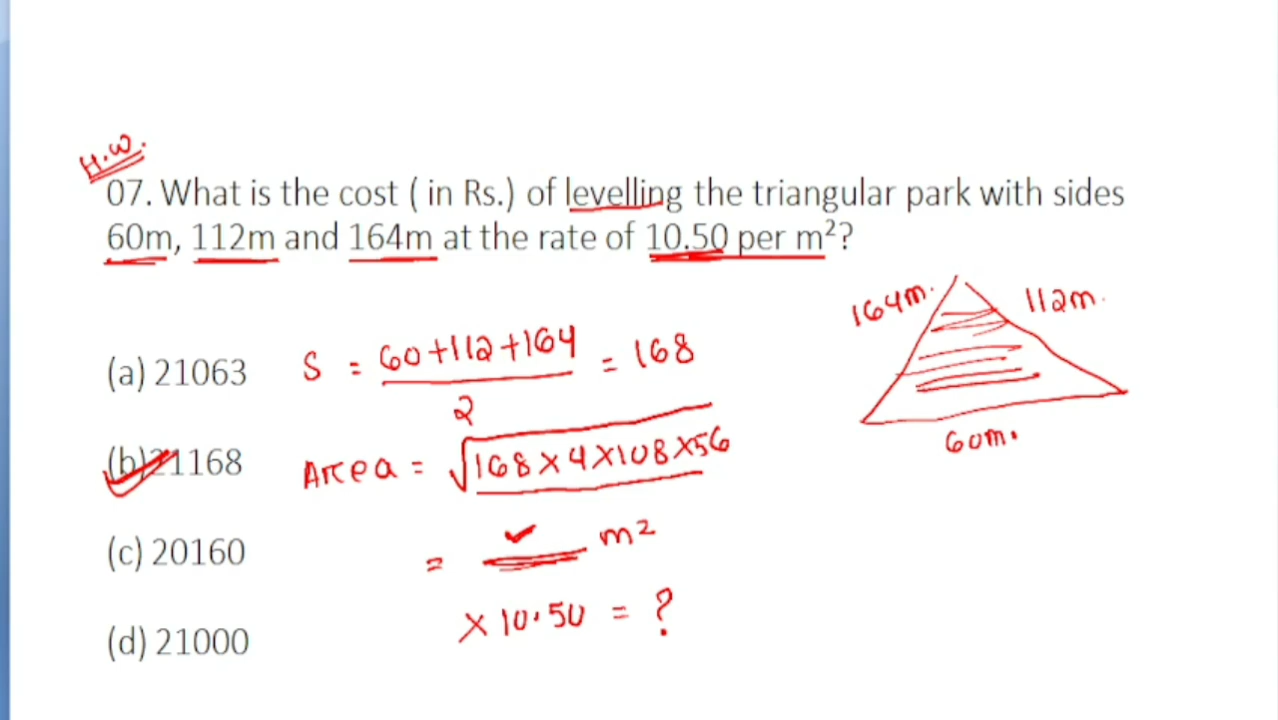 H.W.
07. What is the cost ( in Rs.) of levelling the triangular park with sides
60m, 112m and 164m at the rate of 10.50 per m²?
164m.
112m.
60m.
(a) 21063
S = 60+112+164 / 2 = 168
(b) 21168
Area = √168×4×108×56
= ✓ m²
(c) 20160
× 10.50 = ?
(d) 21000